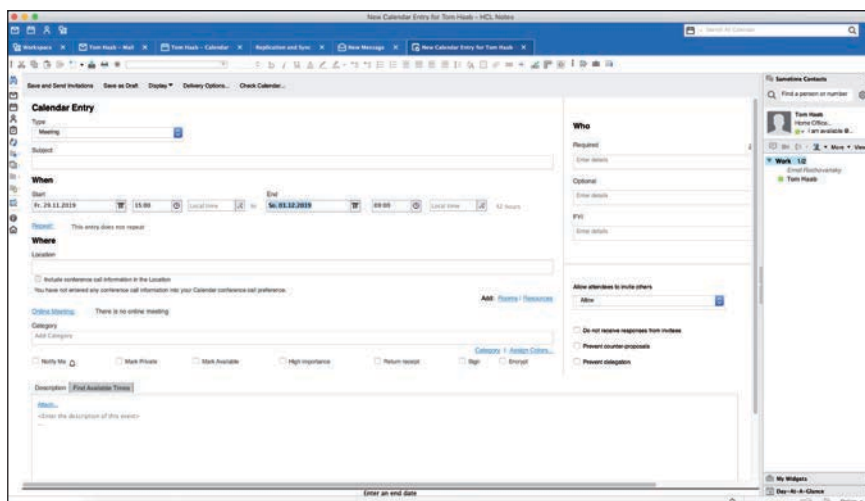 New Calendar Entry for Tom Haab - HCL Notes
Workspace Tom Haab - Mail Tom Haab - Calendar Replication and Sync New Message New Calendar Entry for Tom Haab
Save and Send Invitations Save as Draft Display Delivery Options... Check Calendar...
Sametime Contacts
Find a person or number
Tom Haab
Home Office...
I am available @...
More View
Work 1/2
Tom Haab
Calendar Entry
Type
Meeting
Subject
When
Start End
Fr. 29.11.2019 15:00 Local time to So. 01.12.2019 09:00 Local time 42 hours
Repeat: This entry does not repeat
Where
Location
Include conference call information in the Location
You have not entered any conference call information into your Calendar conference call preference.
Add: Rooms | Resources
Online Meeting: There is no online meeting
Category
Add Category
Category | Assign Colors...
Notify Me Mark Private Mark Available High importance Return receipt Sign Encrypt
Who
Required
Enter details
Optional
Enter details
FYI
Enter details
Allow attendees to invite others
Allow
Do not receive responses from invitees
Prevent counter-proposals
Prevent delegation
Description Find Available Times
Attach...
<Enter the description of this event>
My Widgets
Day-At-A-Glance
Enter an end date